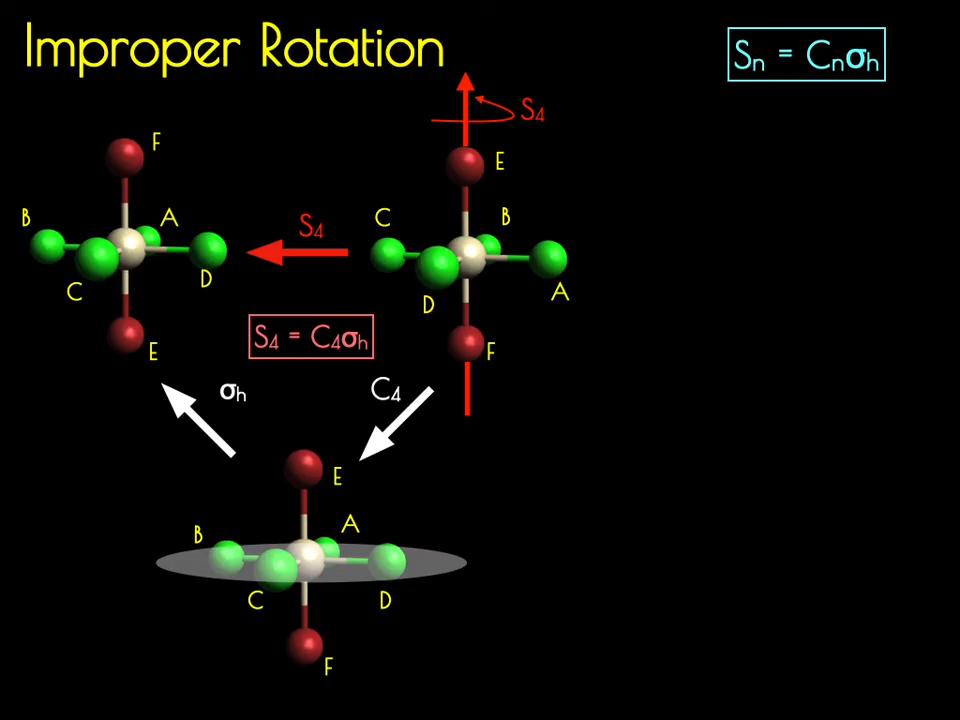 Improper Rotation
Sₙ = Cₙσₕ
S₄
F
E
B
A
C
B
S₄
D
C
D
A
S₄ = C₄σₕ
E
F
σₕ
C₄
E
A
B
C
D
F